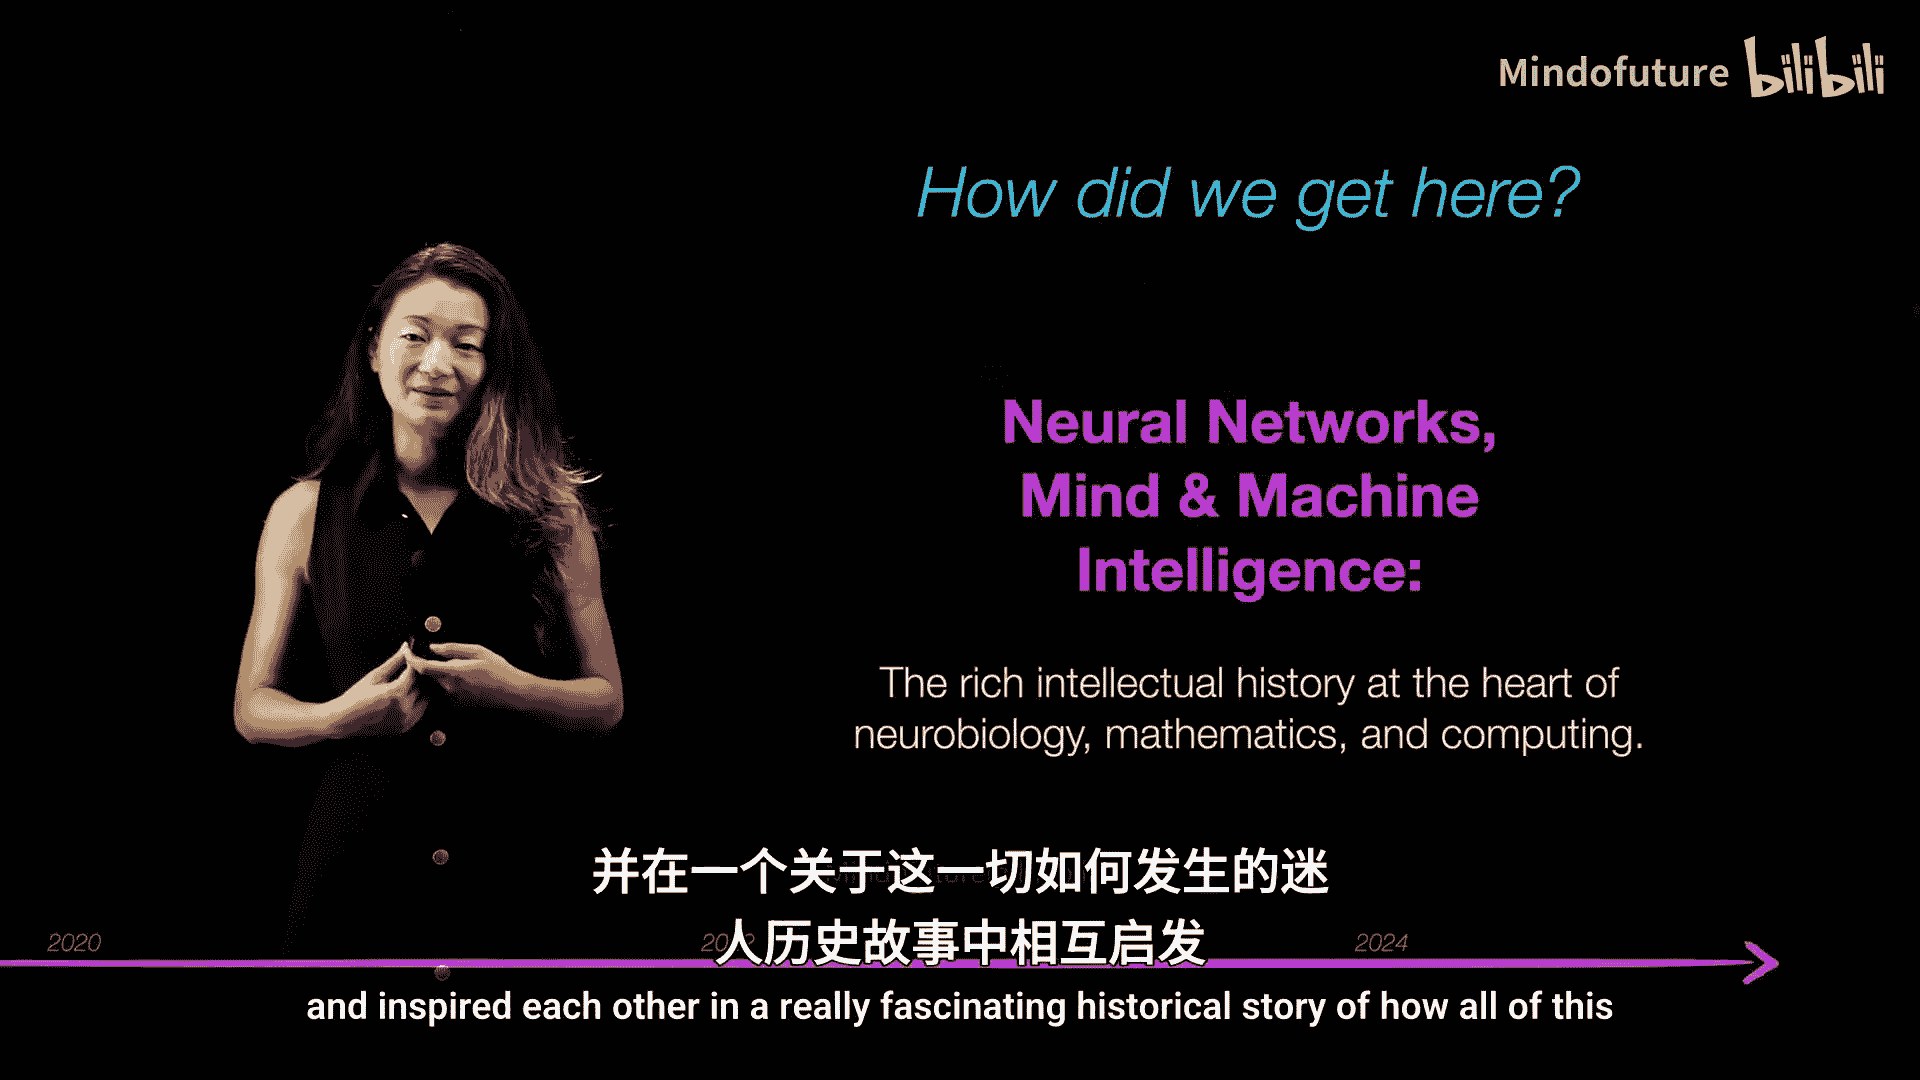 Mindofuture bilibili
How did we get here?
Neural Networks,
Mind & Machine
Intelligence:
The rich intellectual history at the heart of
neurobiology, mathematics, and computing.
并在一个关于这一切如何发生的迷
人历史故事中相互启发
2020
2024
and inspired each other in a really fascinating historical story of how all of this